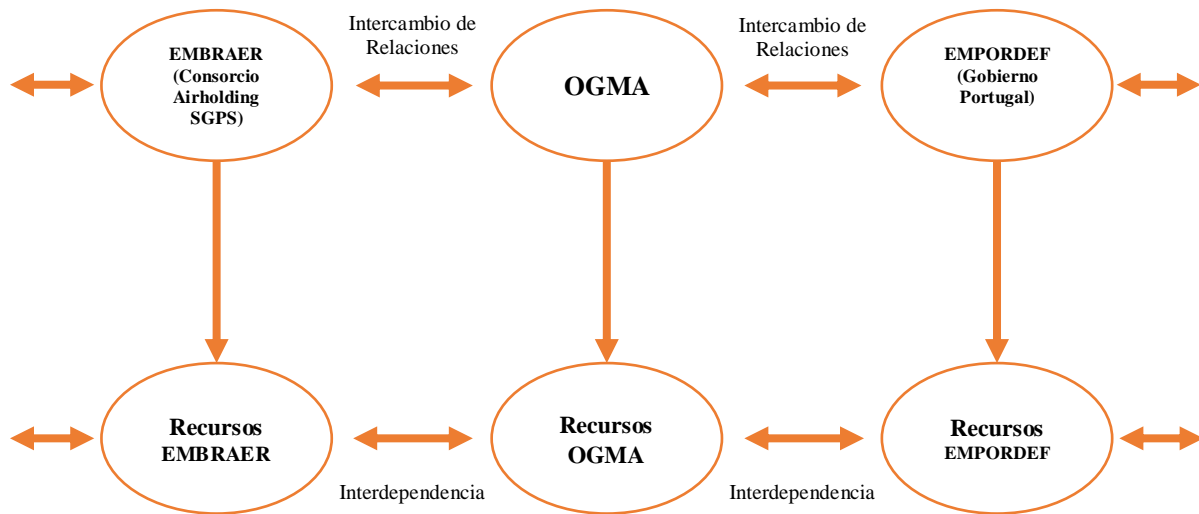 Intercambio de
Relaciones
Intercambio de
Relaciones
EMBRAER
(Consorcio
Airholding
SGPS)
OGMA
EMPORDEF
(Gobierno
Portugal)
Recursos
EMBRAER
Recursos
OGMA
Recursos
EMPORDEF
Interdependencia
Interdependencia